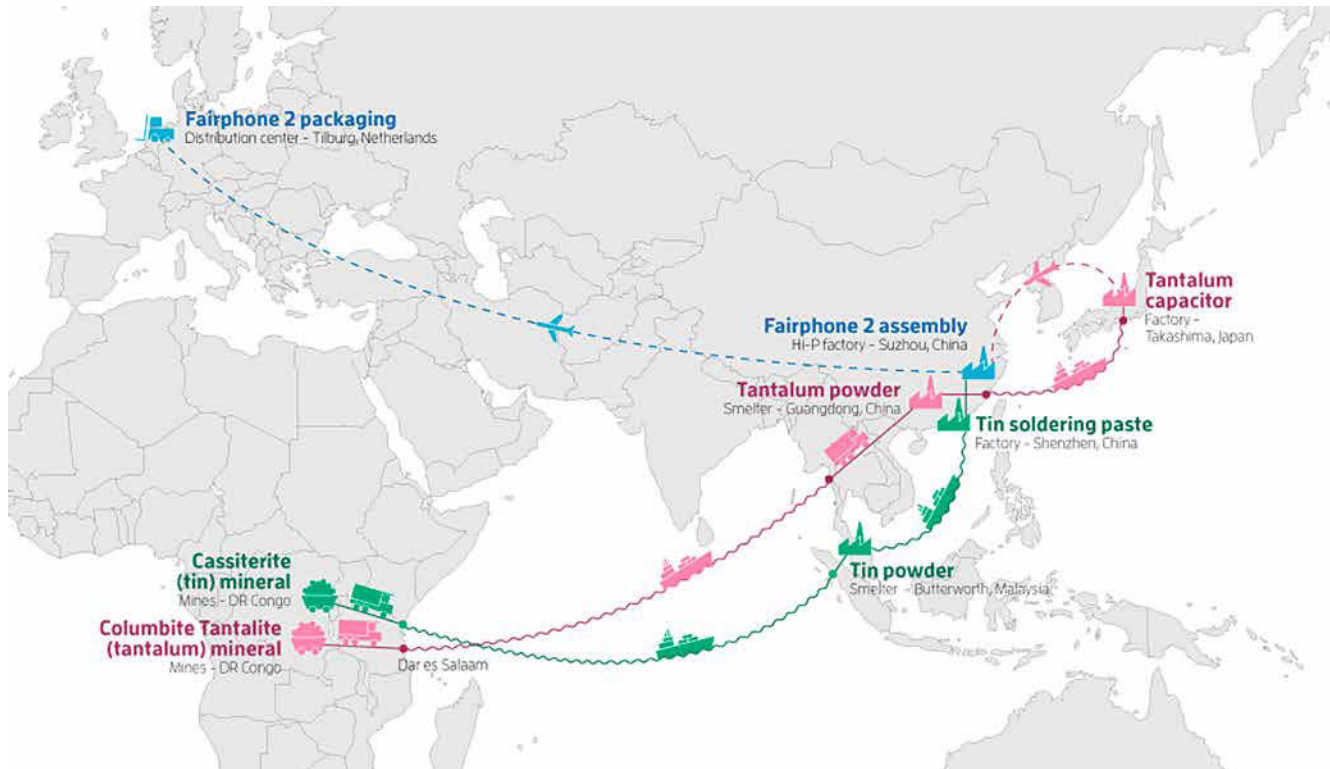 Fairphone 2 packaging
Distribution center - Tilburg, Netherlands
Tantalum
capacitor
Factory -
Takashima, Japan
Fairphone 2 assembly
Hi-P factory - Suzhou, China
Tantalum powder
Smelter - Guangdong, China
Tin soldering paste
Factory - Shenzhen, China
Cassiterite
(tin) mineral
Mines - DR Congo
Tin powder
Smelter - Butterworth, Malaysia
Columbite Tantalite
(tantalum) mineral
Mines - DR Congo
Dar es Salaam